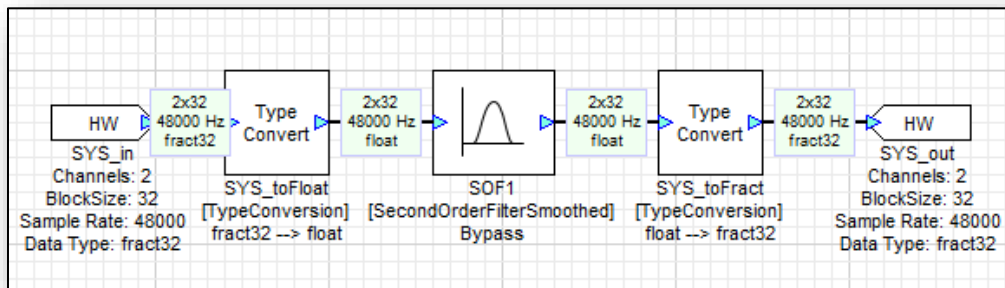 HW
SYS_in
Channels: 2
BlockSize: 32
Sample Rate: 48000
Data Type: fract32
2x32
48000 Hz
fract32
Type
Convert
SYS_toFloat
[TypeConversion]
fract32 --> float
2x32
48000 Hz
float
SOF1
[SecondOrderFilterSmoothed]
Bypass
2x32
48000 Hz
float
Type
Convert
SYS_toFract
[TypeConversion]
float --> fract32
2x32
48000 Hz
fract32
HW
SYS_out
Channels: 2
BlockSize: 32
Sample Rate: 48000
Data Type: fract32